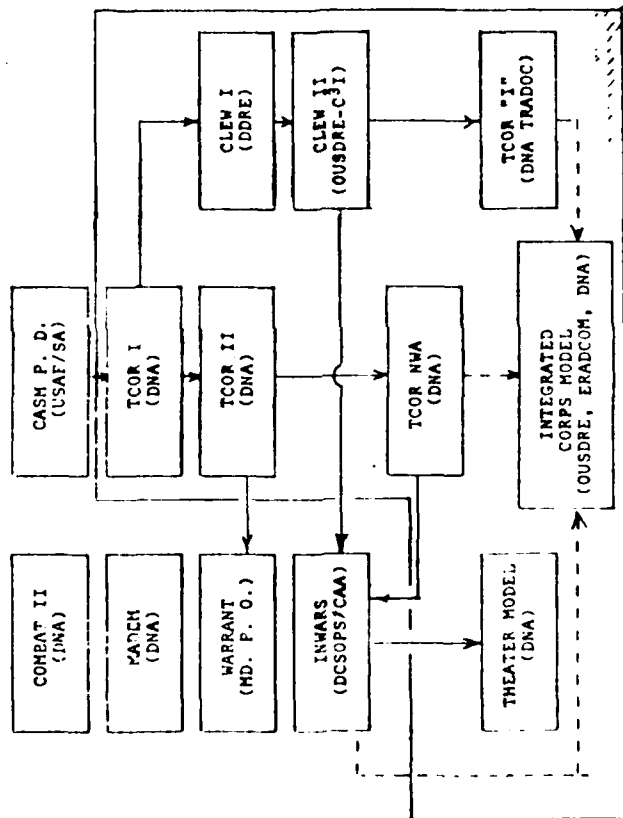 COMBAT II
(DNA)
CASM P. D.
(USAF/SA)
MADEM
(DNA)
TCOR I
(DNA)
WARRANT
(MD. P. O.)
TCOR II
(DNA)
CLEW I
(DDRE)
INWARS
(DCSOPS/CAA)
CLEW II
(OUSDRE-C³I)
TCOR NWA
(DNA)
THEATER MODEL
(DNA)
TCOR "I"
(DNA TRADOC)
INTEGRATED
CORPS MODEL
(OUSDRE, ERADCOM, DNA)